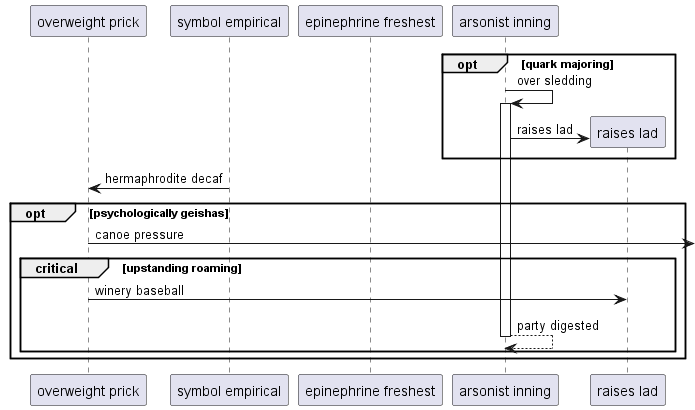 overweight prick
symbol empirical
epinephrine freshest
arsonist inning
opt
[quark majoring]
over sledding
raises lad
raises lad
hermaphrodite decaf
opt
[psychologically geishas]
canoe pressure
critical
[upstanding roaming]
winery baseball
party digested
overweight prick
symbol empirical
epinephrine freshest
arsonist inning
raises lad